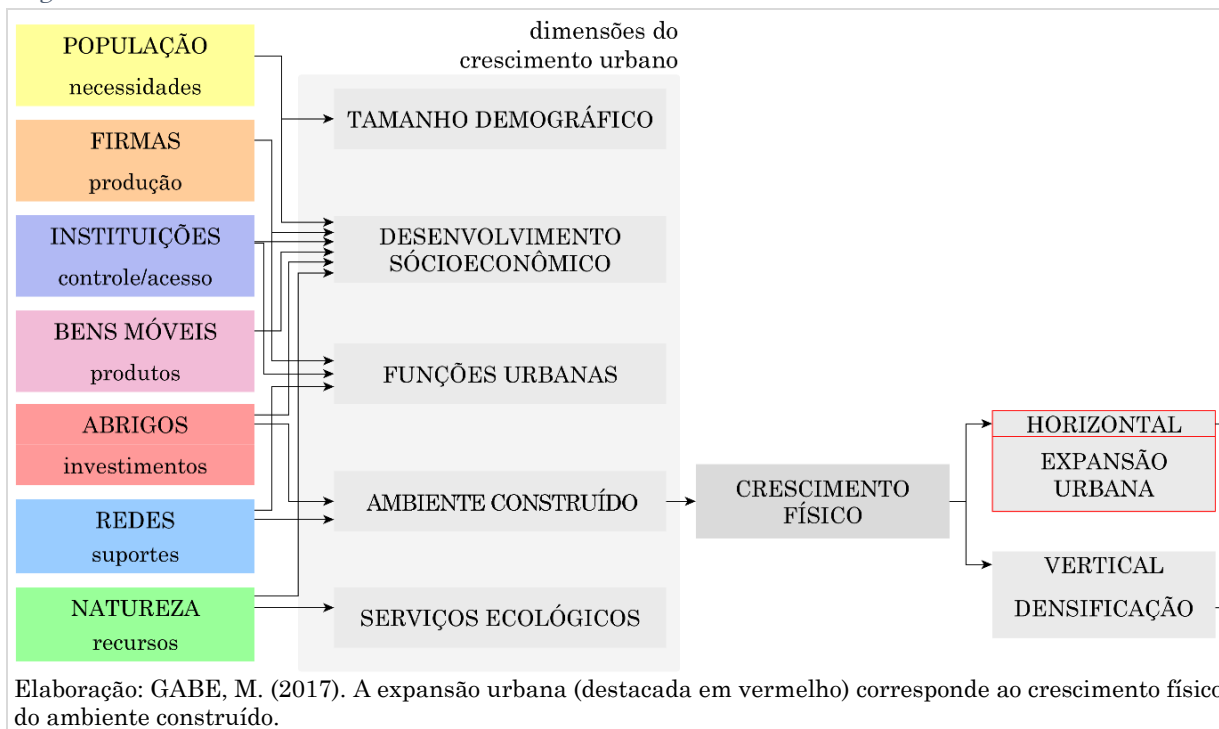 dimensões do
crescimento urbano
POPULAÇÃO
necessidades
FIRMAS
produção
INSTITUIÇÕES
controle/acesso
BENS MÓVEIS
produtos
ABRIGOS
investimentos
REDES
suportes
NATUREZA
recursos
TAMANHO DEMOGRÁFICO
DESENVOLVIMENTO
SÓCIOECONÔMICO
FUNÇÕES URBANAS
AMBIENTE CONSTRUÍDO
SERVIÇOS ECOLÓGICOS
CRESCIMENTO
FÍSICO
HORIZONTAL
EXPANSÃO
URBANA
VERTICAL
DENSIFICAÇÃO
Elaboração: GABE, M. (2017). A expansão urbana (destacada em vermelho) corresponde ao crescimento físico
do ambiente construído.